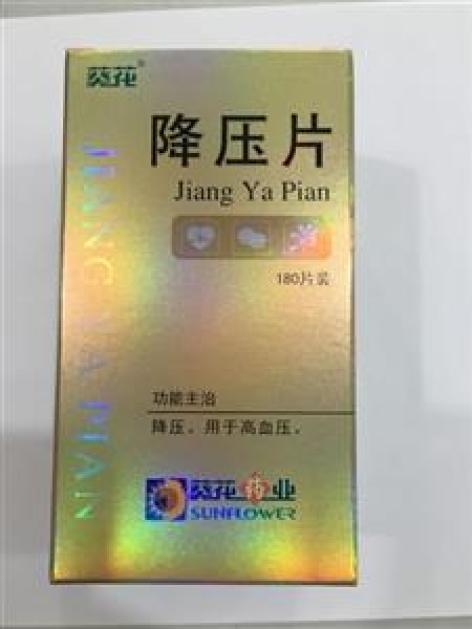 葵花®
降压片
Jiang Ya Pian
JIANG YA PIAN
180片装
功能主治
降压。用于高血压。
葵花药业
SUNFLOWER